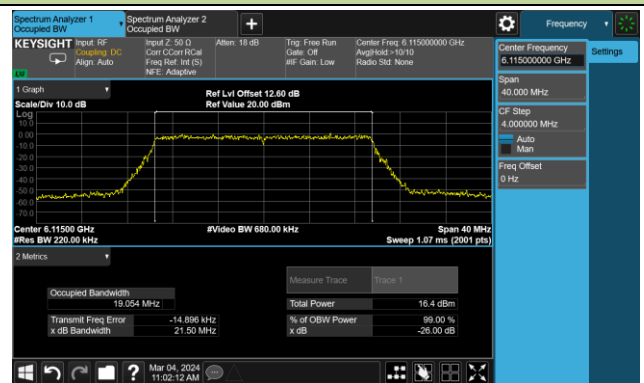 Spectrum Analyzer 1
Occupied BW
Spectrum Analyzer 2
Occupied BW
+
Frequency
KEYSIGHT
Input: RF
Coupling: DC
Align: Auto
Input Z: 50 Ω
Corr CCorr RCal
Freq Ref: Int (S)
NFE: Adaptive
Atten: 18 dB
Trig: Free Run
Gate: Off
#IF Gain: Low
Center Freq: 6.115000000 GHz
Avg|Hold:>10/10
Radio Std: None
LVI
Center Frequency
6.115000000 GHz
Settings
Span
40.000 MHz
CF Step
4.000000 MHz
Auto
Man
Freq Offset
0 Hz
1 Graph
Scale/Div 10.0 dB
Ref Lvl Offset 12.60 dB
Ref Value 20.00 dBm
Log
10.0
0.00
-10.0
-20.0
-30.0
-40.0
-50.0
-60.0
-70.0
Center 6.11500 GHz
#Res BW 220.00 kHz
#Video BW 680.00 kHz
Span 40 MHz
Sweep 1.07 ms (2001 pts)
2 Metrics
Measure Trace
Trace 1
Occupied Bandwidth
19.054 MHz
Total Power
16.4 dBm
Transmit Freq Error
-14.896 kHz
% of OBW Power
99.00 %
x dB Bandwidth
21.50 MHz
x dB
-26.00 dB
?
Mar 04, 2024
11:02:12 AM